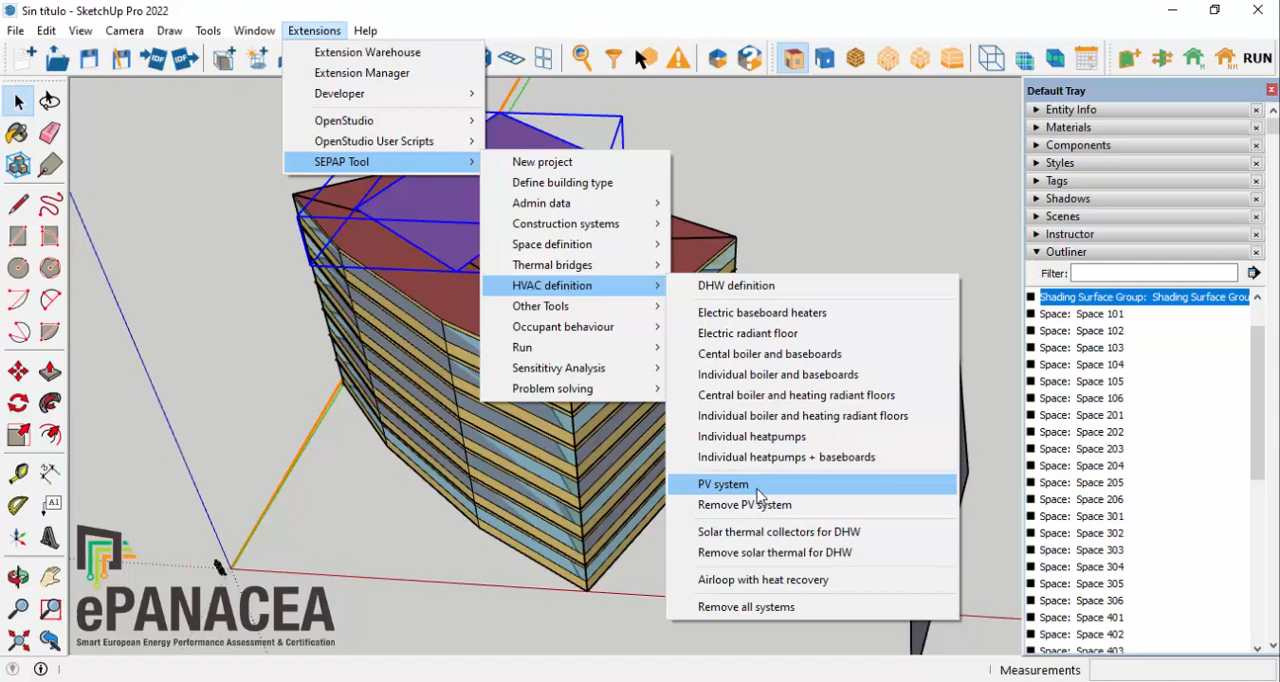 Sin título - SketchUp Pro 2022
File Edit View Camera Draw Tools Window Extensions Help
RUN
Extension Warehouse
Extension Manager
Developer
OpenStudio
OpenStudio User Scripts
SEPAP Tool
New project
Define building type
Admin data
Construction systems
Space definition
Thermal bridges
HVAC definition
Other Tools
Occupant behaviour
Run
Sensititivy Analysis
Problem solving
DHW definition
Electric baseboard heaters
Electric radiant floor
Cental boiler and baseboards
Individual boiler and baseboards
Central boiler and heating radiant floors
Individual boiler and heating radiant floors
Individual heatpumps
Individual heatpumps + baseboards
PV system
Remove PV system
Solar thermal collectors for DHW
Remove solar thermal for DHW
Airloop with heat recovery
Remove all systems
Default Tray
Entity Info
Materials
Components
Styles
Tags
Shadows
Scenes
Instructor
Outliner
Filter:
Shading Surface Group: Shading Surface Grou
Space: Space 101
Space: Space 102
Space: Space 103
Space: Space 104
Space: Space 105
Space: Space 106
Space: Space 201
Space: Space 202
Space: Space 203
Space: Space 204
Space: Space 205
Space: Space 206
Space: Space 301
Space: Space 302
Space: Space 303
Space: Space 304
Space: Space 305
Space: Space 306
Space: Space 401
Space: Space 402
Space: Space 403
A1
ePANACEA
Smart European Energy Performance Assessment & Certification
Measurements